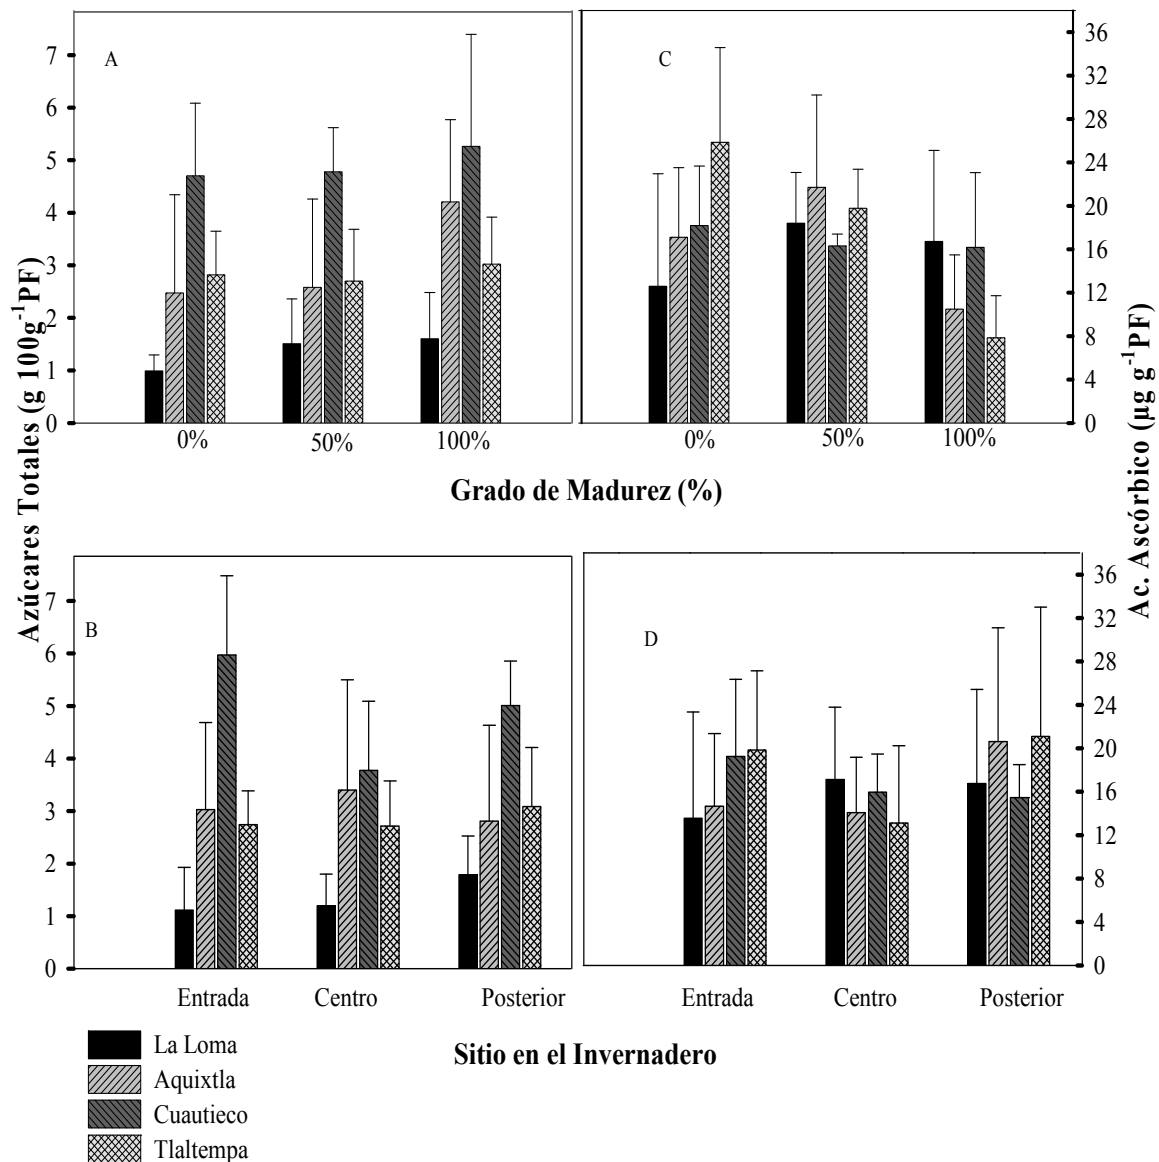 A
7
6
5
4
3
2
1
0
0%
50%
100%
Azúcares Totales (g 100g⁻¹PF)
C
36
32
28
24
20
16
12
8
4
0
0%
50%
100%
Ac. Ascórbico (µg g⁻¹PF)
Grado de Madurez (%)
B
7
6
5
4
3
2
1
0
Entrada
Centro
Posterior
D
36
32
28
24
20
16
12
8
4
0
Entrada
Centro
Posterior
Sitio en el Invernadero
La Loma
Aquixtla
Cuautieco
Tlaltempa